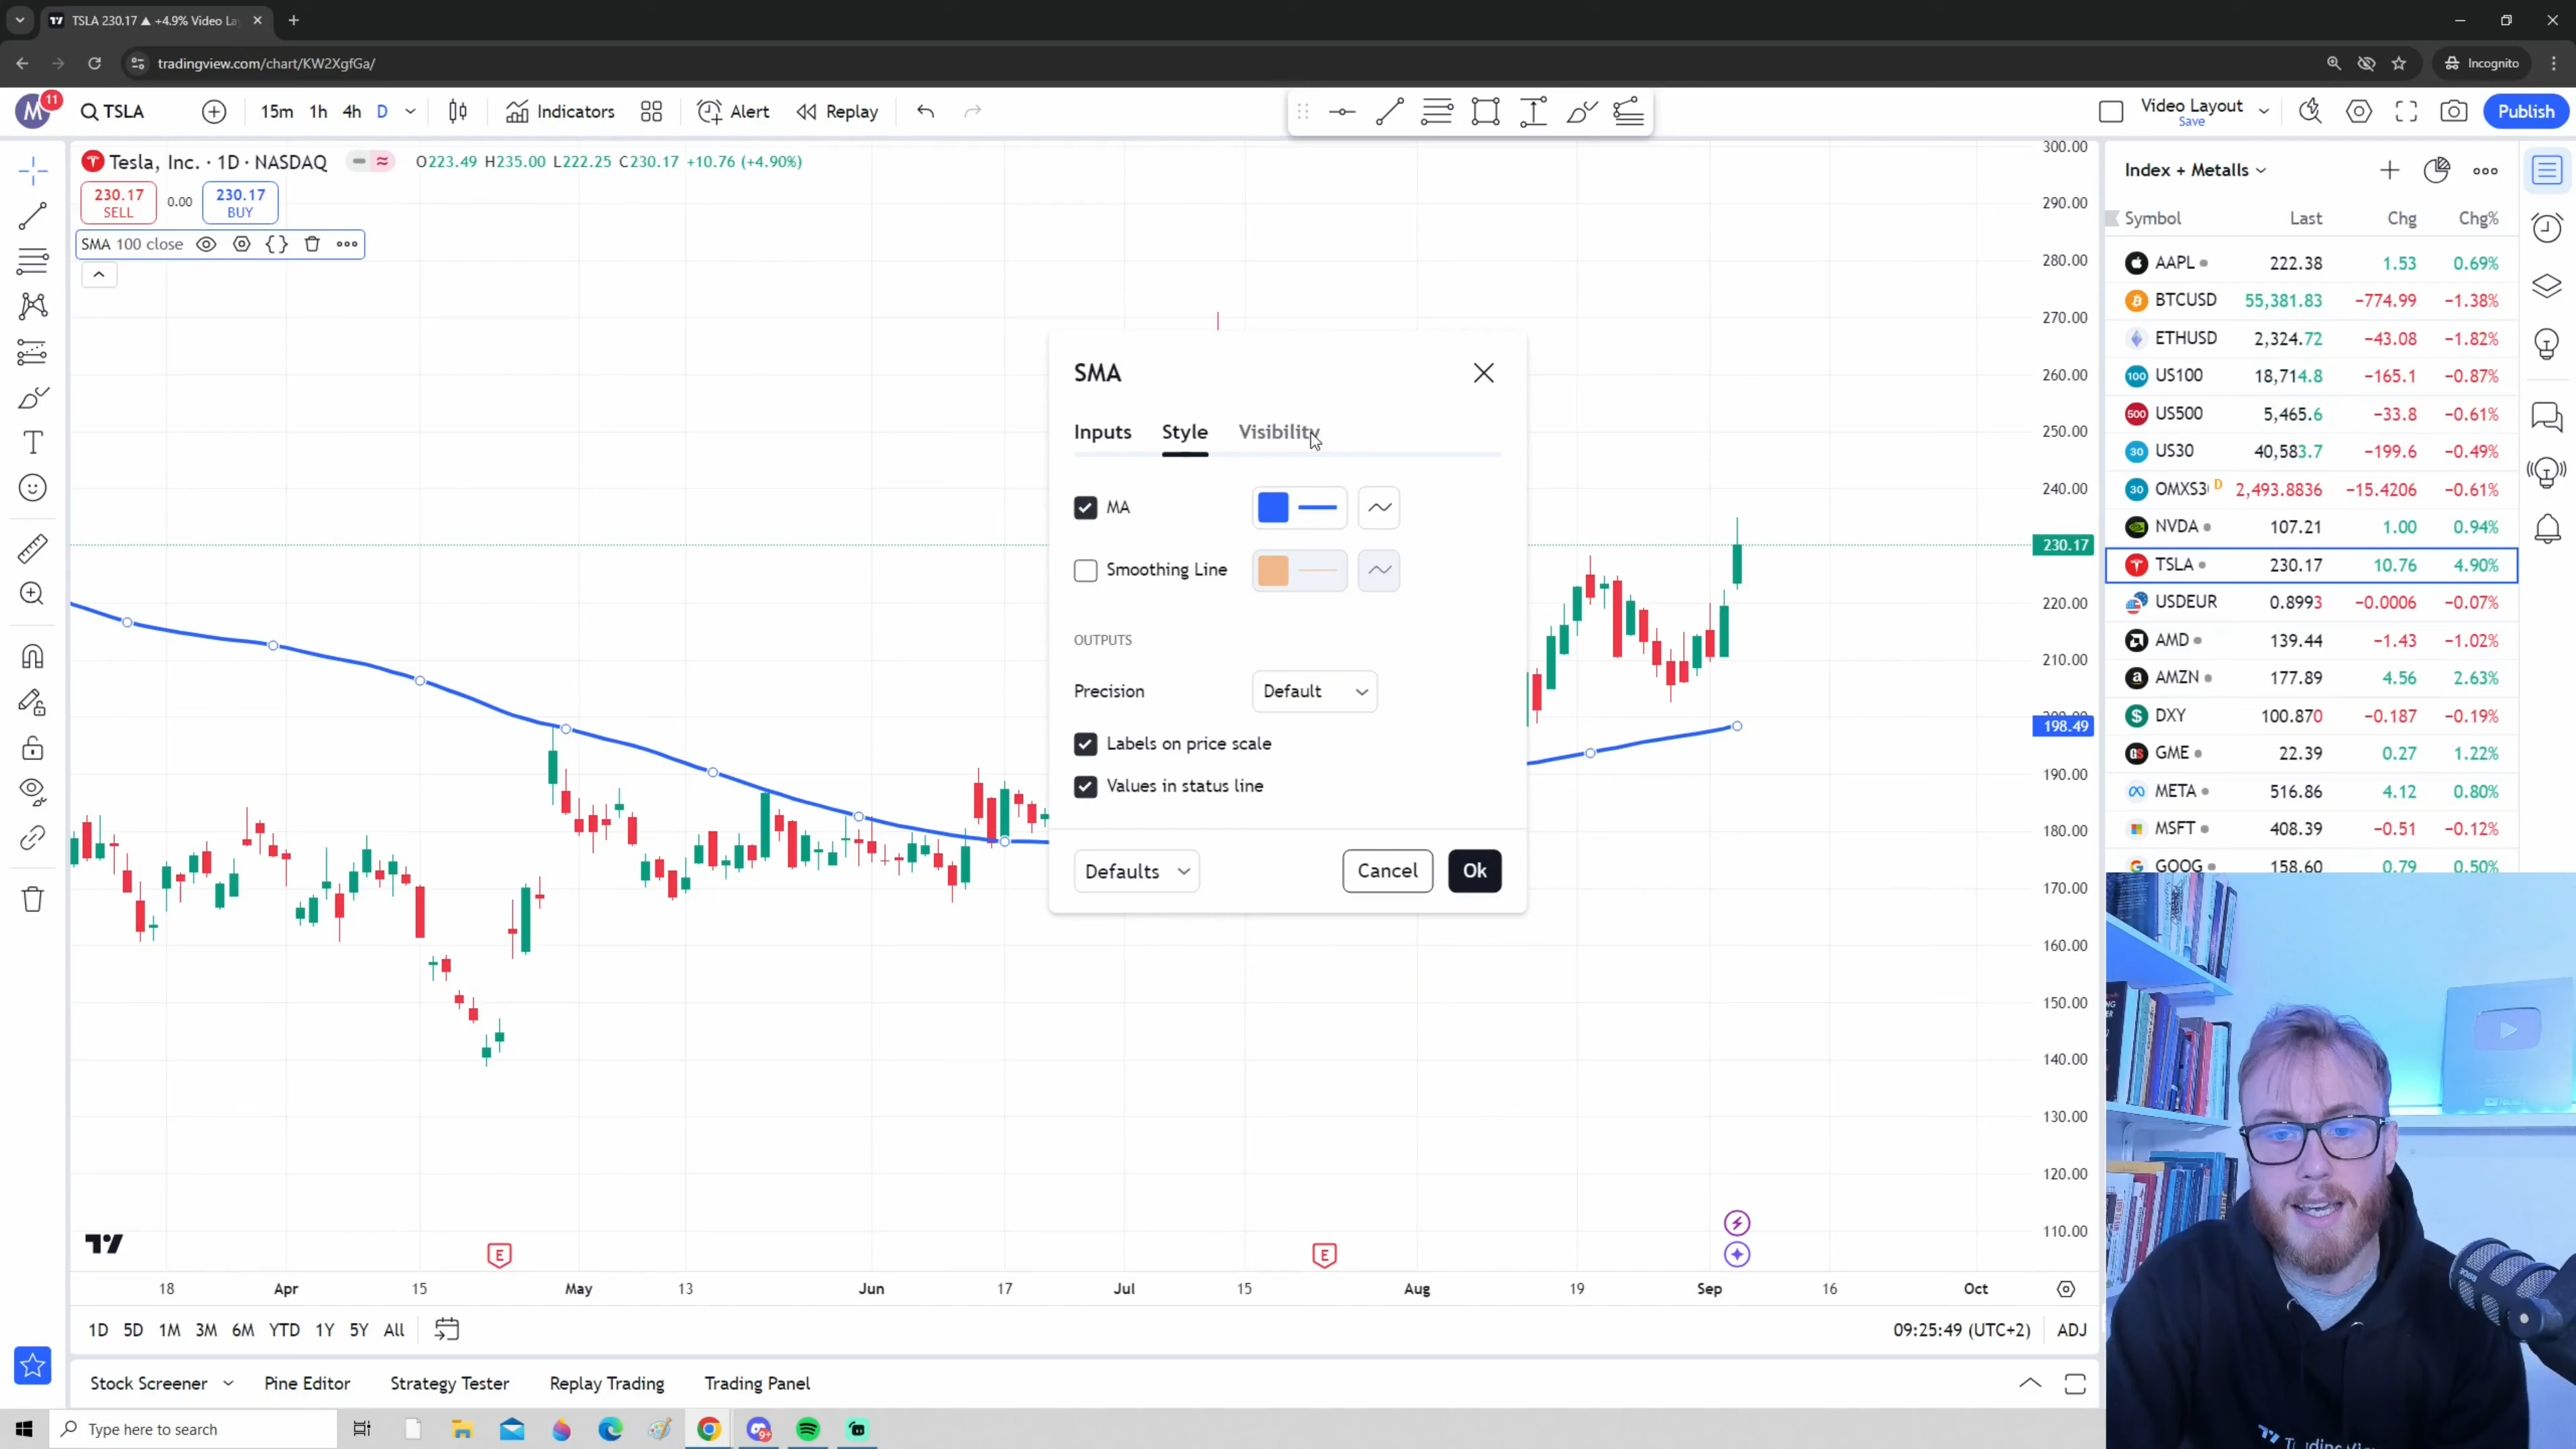 TSLA 230.17 ▲ +4.9% Video La
tradingview.com/chart/KW2XgfGa/
Incognito
M
11
TSLA
15m 1h 4h D
Indicators
Alert
Replay
Video Layout
Save
Publish
Tesla, Inc. · 1D · NASDAQ
O223.49 H235.00 L222.25 C230.17 +10.76 (+4.90%)
230.17
SELL
0.00
230.17
BUY
SMA 100 close
SMA
Inputs
Style
Visibility
MA
Smoothing Line
OUTPUTS
Precision
Default
Labels on price scale
Values in status line
Defaults
Cancel
Ok
300.00
290.00
280.00
270.00
260.00
250.00
240.00
230.17
220.00
210.00
198.49
190.00
180.00
170.00
160.00
150.00
140.00
130.00
120.00
110.00
E
E
18 Apr 15 May 13 Jun 17 Jul 15 Aug 19 Sep 16 Oct
1D 5D 1M 3M 6M YTD 1Y 5Y All
09:25:49 (UTC+2) ADJ
Stock Screener
Pine Editor
Strategy Tester
Replay Trading
Trading Panel
Index + Metalls
Symbol Last Chg Chg%
AAPL 222.38 1.53 0.69%
BTCUSD 55,381.83 −774.99 −1.38%
ETHUSD 2,324.72 −43.08 −1.82%
100 US100 18,714.8 −165.1 −0.87%
500 US500 5,465.6 −33.8 −0.61%
30 US30 40,583.7 −199.6 −0.49%
30 OMXS3 D 2,493.8836 −15.4206 −0.61%
NVDA 107.21 1.00 0.94%
TSLA 230.17 10.76 4.90%
USDEUR 0.8993 −0.0006 −0.07%
AMD 139.44 −1.43 −1.02%
AMZN 177.89 4.56 2.63%
DXY 100.870 −0.187 −0.19%
GME 22.39 0.27 1.22%
META 516.86 4.12 0.80%
MSFT 408.39 −0.51 −0.12%
GOOG 158.60 0.79 0.50%
Type here to search
9+